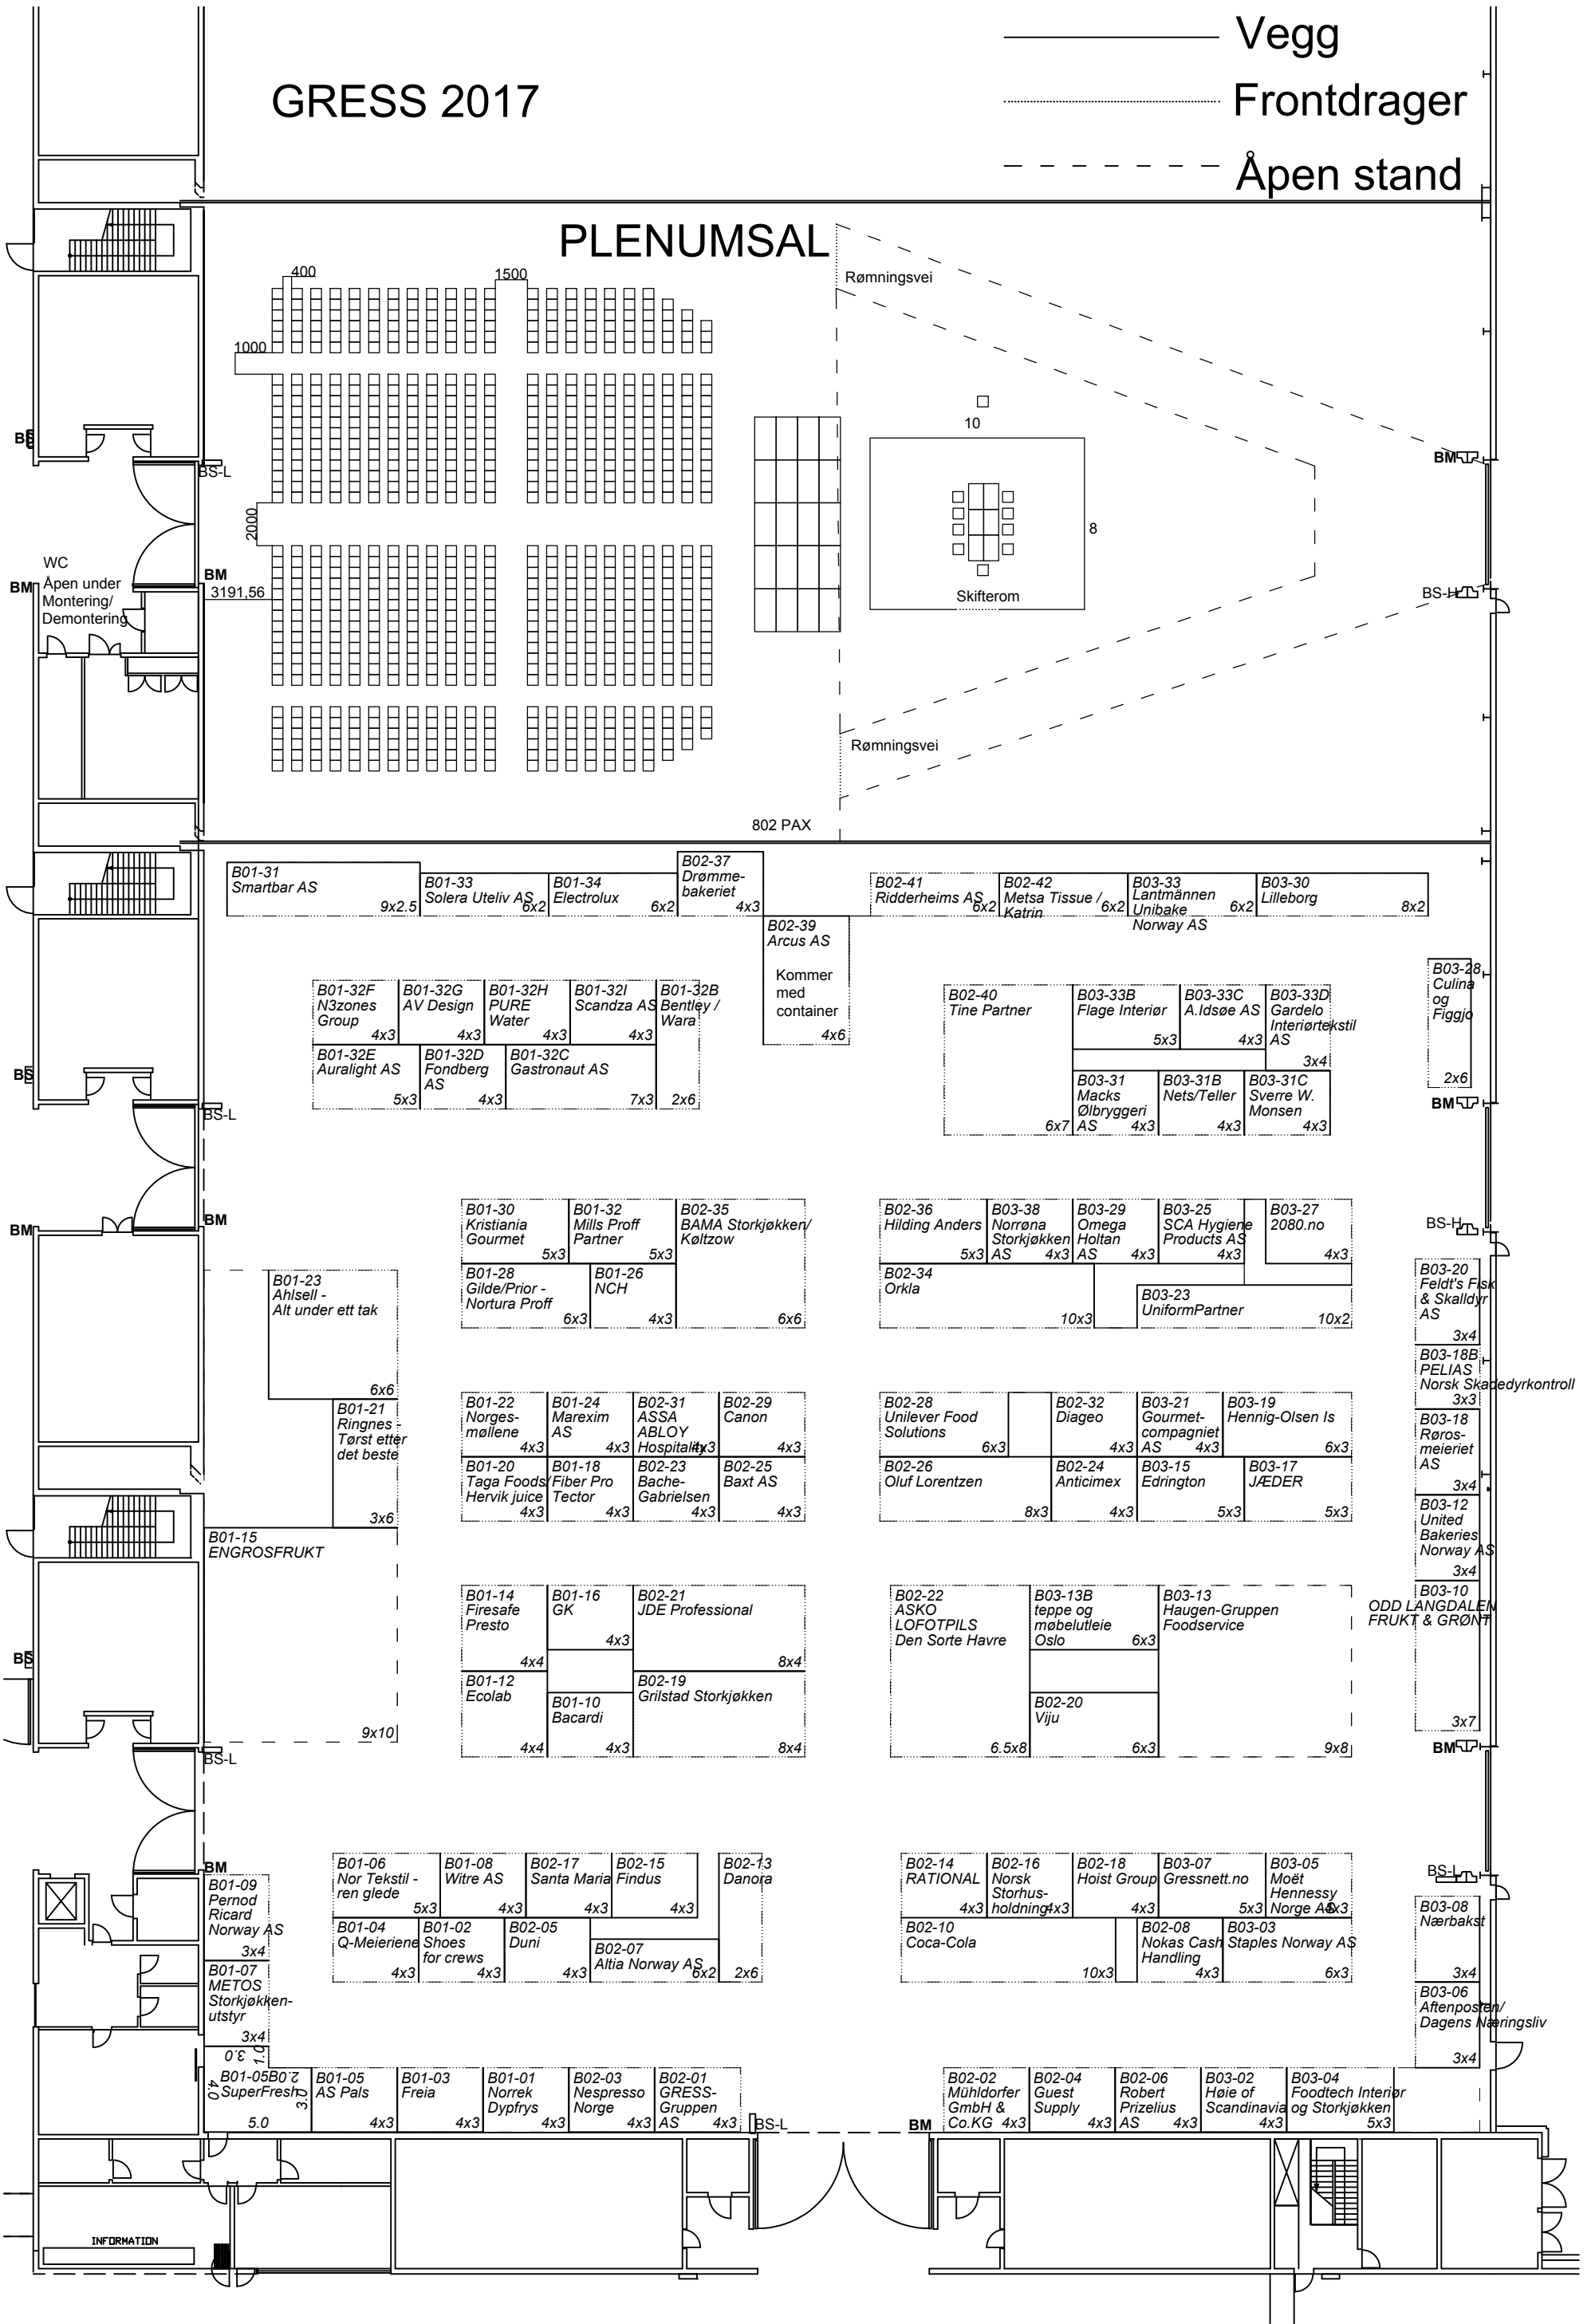 GRESS 2017
Vegg
Frontdrager
Åpen stand
PLENUMSAL
Rømningsvei
400
1500
1000
10
8
2000
Skifterom
BS
BS-L
BM
BS-H
WC
Åpen under
Montering/
Demontering
BM
BM
3191,56
Rømningsvei
802 PAX
B01-31
Smartbar AS
9x2.5
B01-33
Solera Uteliv AS
6x2
B01-34
Electrolux
6x2
B02-37
Drømme-
bakeriet
4x3
B02-41
Ridderheims AS
6x2
B02-42
Metsa Tissue /
Katrin
6x2
B03-33
Lantmännen
Unibake
Norway AS
6x2
B03-30
Lilleborg
8x2
B02-39
Arcus AS
Kommer
med
container
4x6
B01-32F
N3zones
Group
4x3
B01-32G
AV Design
4x3
B01-32H
PURE
Water
4x3
B01-32I
Scandza AS
4x3
B01-32B
Bentley /
Wara
2x6
B01-32E
Auralight AS
5x3
B01-32D
Fondberg
AS
4x3
B01-32C
Gastronaut AS
7x3
B02-40
Tine Partner
6x7
B03-33B
Flage Interiør
5x3
B03-33C
A.Idsøe AS
4x3
B03-33D
Gardelo
Interiørtekstil
AS
3x4
B03-28
Culina
og
Figgjo
2x6
B03-31
Macks
Ølbryggeri
AS
4x3
B03-31B
Nets/Teller
4x3
B03-31C
Sverre W.
Monsen
4x3
BS
BS-L
BM
BM
BM
BS-H
B01-30
Kristiania
Gourmet
5x3
B01-32
Mills Proff
Partner
5x3
B02-35
BAMA Storkjøkken/
Køltzow
6x6
B01-28
Gilde/Prior -
Nortura Proff
6x3
B01-26
NCH
4x3
B02-36
Hilding Anders
5x3
B03-38
Norrøna
Storkjøkken
AS
4x3
B03-29
Omega
Holtan
AS
4x3
B03-25
SCA Hygiene
Products AS
4x3
B03-27
2080.no
4x3
B02-34
Orkla
10x3
B03-23
UniformPartner
10x2
B01-23
Ahlsell -
Alt under ett tak
6x6
B01-21
Ringnes -
Tørst etter
det beste
3x6
B03-20
Feldt's Fisk
& Skalldyr
AS
3x4
B03-18B
PELIAS
Norsk Skadedyrkontroll
3x3
B03-18
Røros-
meieriet
AS
3x4
B03-12
United
Bakeries
Norway AS
3x4
B03-10
ODD LANGDALEN
FRUKT & GRØNT
3x7
B01-22
Norges-
møllene
4x3
B01-24
Marexim
AS
4x3
B02-31
ASSA
ABLOY
Hospitality
4x3
B02-29
Canon
4x3
B01-20
Taga Foods/
Hervik juice
4x3
B01-18
Fiber Pro
Tector
4x3
B02-23
Bache-
Gabrielsen
4x3
B02-25
Baxt AS
4x3
B02-28
Unilever Food
Solutions
6x3
B02-32
Diageo
4x3
B03-21
Gourmet-
compagniet
AS
4x3
B03-19
Hennig-Olsen Is
6x3
B02-26
Oluf Lorentzen
8x3
B02-24
Anticimex
4x3
B03-15
Edrington
5x3
B03-17
JÆDER
5x3
B01-15
ENGROSFRUKT
9x10
B01-14
Firesafe
Presto
4x4
B01-16
GK
4x3
B02-21
JDE Professional
8x4
B01-12
Ecolab
4x4
B01-10
Bacardi
4x3
B02-19
Grilstad Storkjøkken
8x4
B02-22
ASKO
LOFOTPILS
Den Sorte Havre
6.5x8
B03-13B
teppe og
møbelutleie
Oslo
6x3
B03-13
Haugen-Gruppen
Foodservice
9x8
B02-20
Viju
6x3
BS
BS-L
BM
BM
BS-L
B01-09
Pernod
Ricard
Norway AS
3x4
B01-07
METOS
Storkjøkken-
utstyr
3x4
B01-06
Nor Tekstil -
ren glede
5x3
B01-08
Witre AS
4x3
B02-17
Santa Maria
4x3
B02-15
Findus
4x3
B02-13
Danora
2x6
B01-04
Q-Meieriene
4x3
B01-02
Shoes
for crews
4x3
B02-05
Duni
4x3
B02-07
Altia Norway AS
6x2
B02-14
RATIONAL
4x3
B02-16
Norsk
Storhus-
holdning
4x3
B02-18
Hoist Group
4x3
B03-07
Gressnett.no
5x3
B03-05
Moët
Hennessy
Norge AS
4x3
B02-10
Coca-Cola
10x3
B02-08
Nokas Cash
Handling
4x3
B03-03
Staples Norway AS
6x3
B03-08
Nærbakst
3x4
B03-06
Aftenposten/
Dagens Næringsliv
3x4
3.0
1.0
2.0
4.0
3.0
B01-05B
SuperFresh
5.0
B01-05
AS Pals
4x3
B01-03
Freia
4x3
B01-01
Norrek
Dypfrys
4x3
B02-03
Nespresso
Norge
4x3
B02-01
GRESS-
Gruppen
AS
4x3
BS-L
BM
B02-02
Mühldorfer
GmbH &
Co.KG
4x3
B02-04
Guest
Supply
4x3
B02-06
Robert
Prizelius
AS
4x3
B03-02
Høie of
Scandinavia
4x3
B03-04
Foodtech Interiør
og Storkjøkken
5x3
INFORMATION